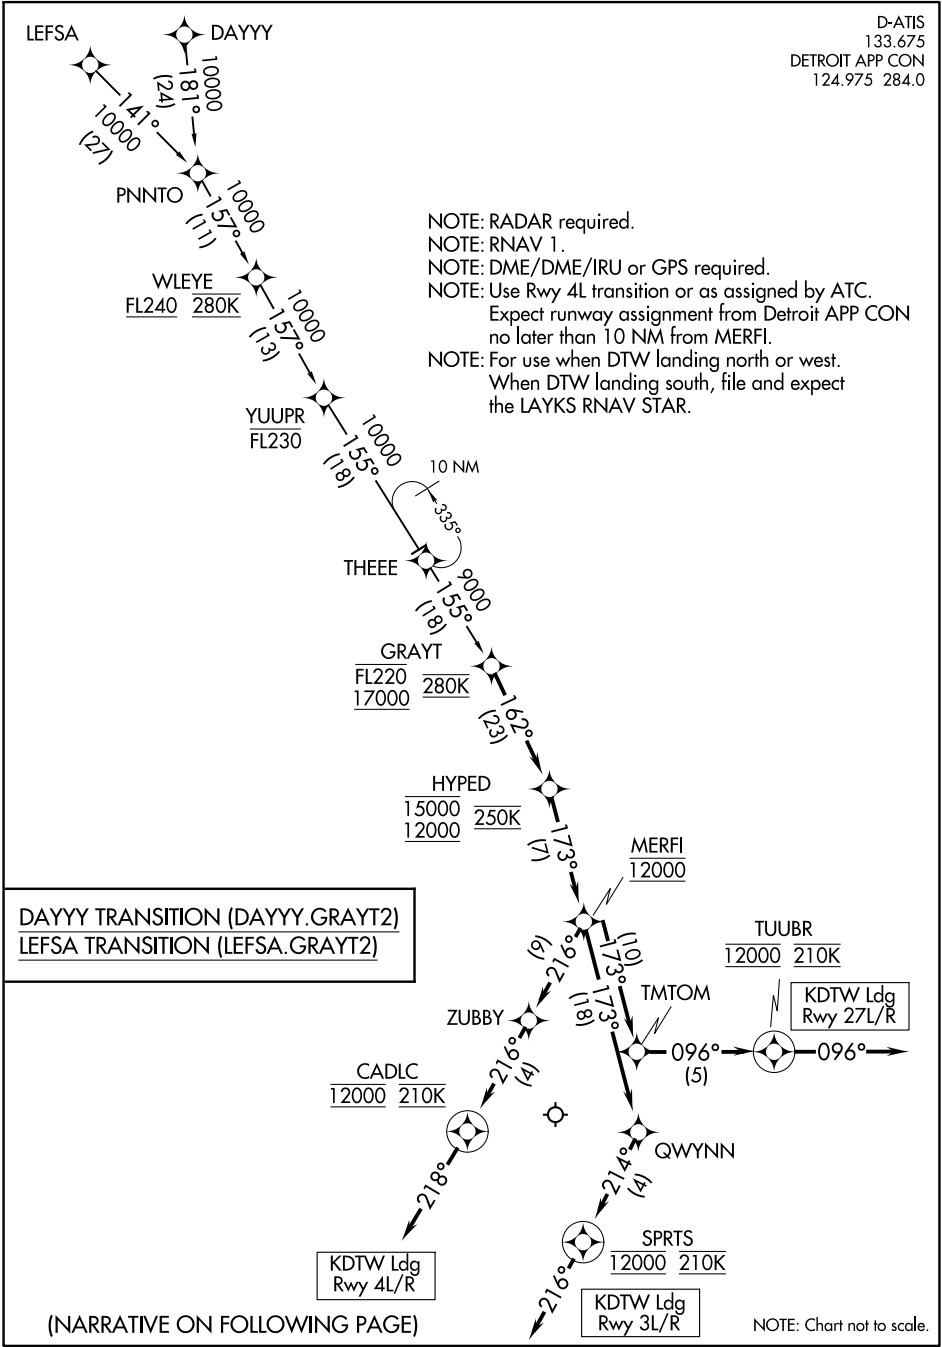 LEFSA
DAYYY
D-ATIS
133.675
DETROIT APP CON
124.975 284.0
10000
181°
(24)
141°
10000
(27)
PNNTO
10000
157°
(11)
NOTE: RADAR required.
NOTE: RNAV 1.
NOTE: DME/DME/IRU or GPS required.
NOTE: Use Rwy 4L transition or as assigned by ATC.
Expect runway assignment from Detroit APP CON
no later than 10 NM from MERFI.
NOTE: For use when DTW landing north or west.
When DTW landing south, file and expect
the LAYKS RNAV STAR.
WLEYE
FL240 280K
10000
157°
(13)
YUUPR
FL230
10000
155°
(18)
10 NM
335°
THEEE
9000
155°
(18)
GRAYT
FL220
17000
280K
162°
(23)
HYPED
15000
12000
250K
173°
(7)
MERFI
12000
DAYYY TRANSITION (DAYYY.GRAYT2)
LEFSA TRANSITION (LEFSA.GRAYT2)
(9)
216°
(10)
173°
173°
(18)
TUUBR
12000 210K
KDTW Ldg
Rwy 27L/R
TMTOM
096°
(5)
096°
ZUBBY
216°
(4)
CADLC
12000 210K
218°
KDTW Ldg
Rwy 4L/R
QWYNN
214°
(4)
SPRTS
12000 210K
216°
KDTW Ldg
Rwy 3L/R
(NARRATIVE ON FOLLOWING PAGE)
NOTE: Chart not to scale.